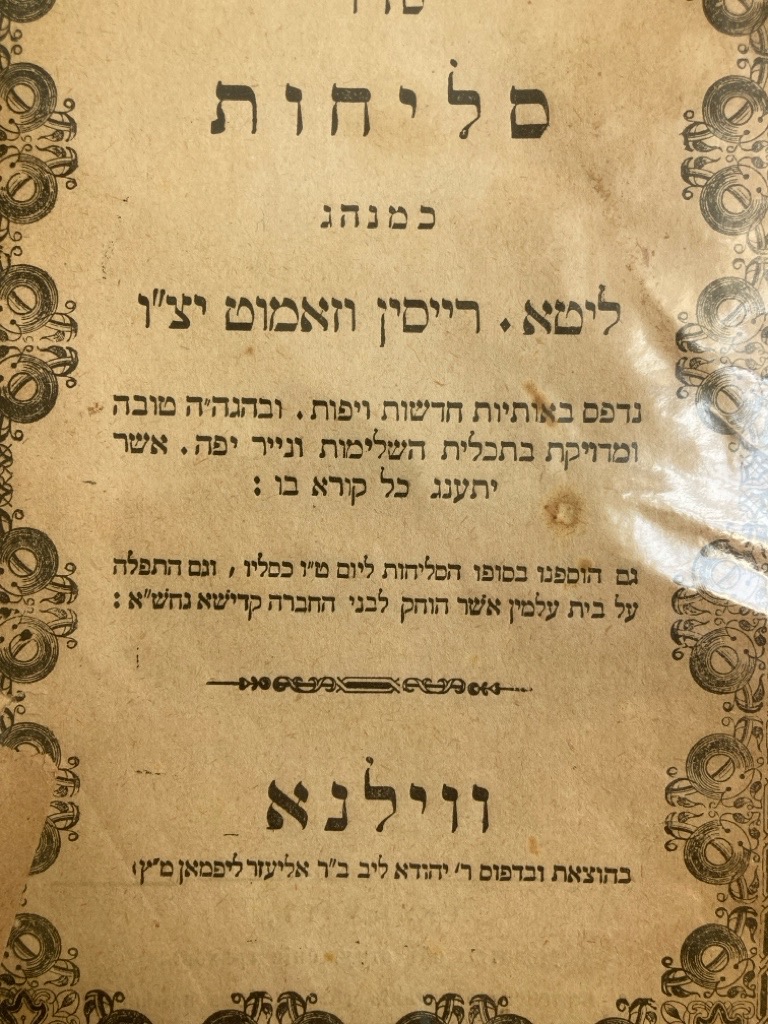 סדר
סליחות
כמנהג
ליטא. רייסין וזאמוט יצ"ו
נדפס באותיות חדשות ויפות. ובהגה״ה טובה
ומדויקת בתכלית השלימות ונייר יפה. אשר
יתענג כל קורא בו:
גם הוספנו בסופו הסליחות ליום ט״ו כסליו, וגם התפלה
על בית עלמין אשר הוחק לבני החברה קדישא נחש״א:
ווילנא
בהוצאת ובדפוס ר' יהודא ליב ב"ר אליעזר ליפמאן מ"ץ,